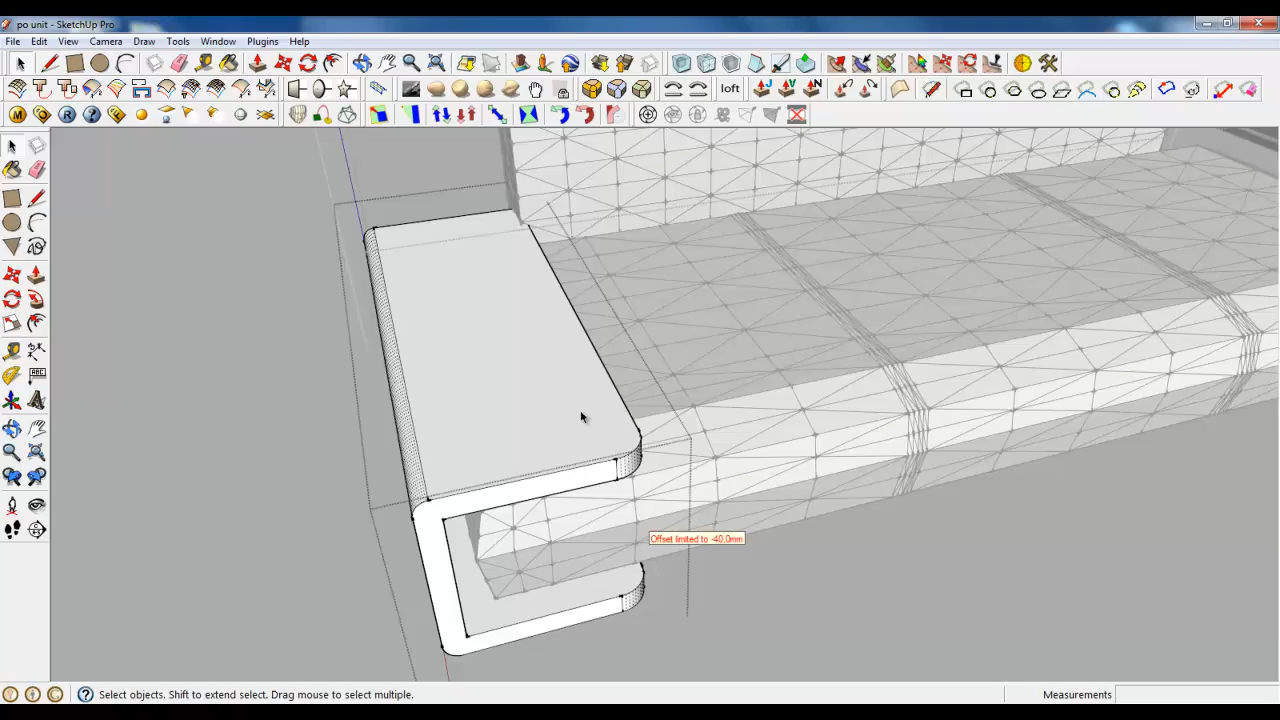 po unit - SketchUp Pro
File Edit View Camera Draw Tools Window Plugins Help
loft
M R ?
ABC
Offset limited to -40,0mm
Select objects. Shift to extend select. Drag mouse to select multiple.
Measurements